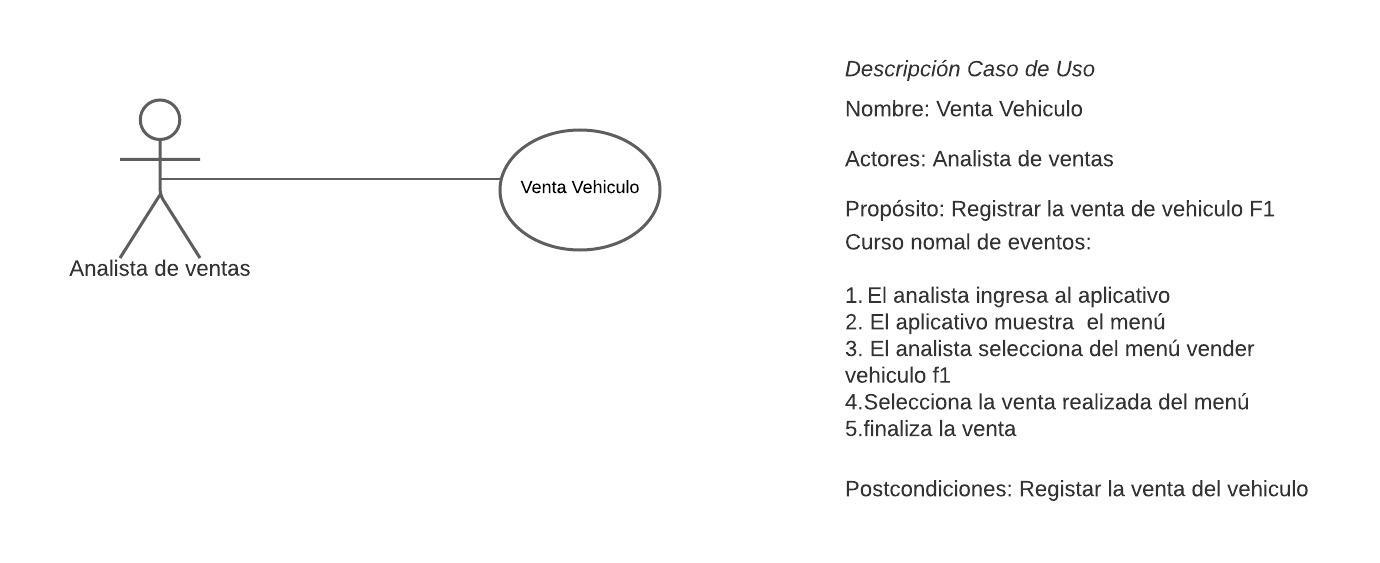 Analista de ventas
Venta Vehiculo
Descripción Caso de Uso
Nombre: Venta Vehiculo
Actores: Analista de ventas
Propósito: Registrar la venta de vehiculo F1
Curso nomal de eventos:
1. El analista ingresa al aplicativo
2. El aplicativo muestra  el menú
3. El analista selecciona del menú vender
vehiculo f1
4.Selecciona la venta realizada del menú
5.finaliza la venta
Postcondiciones: Registar la venta del vehiculo